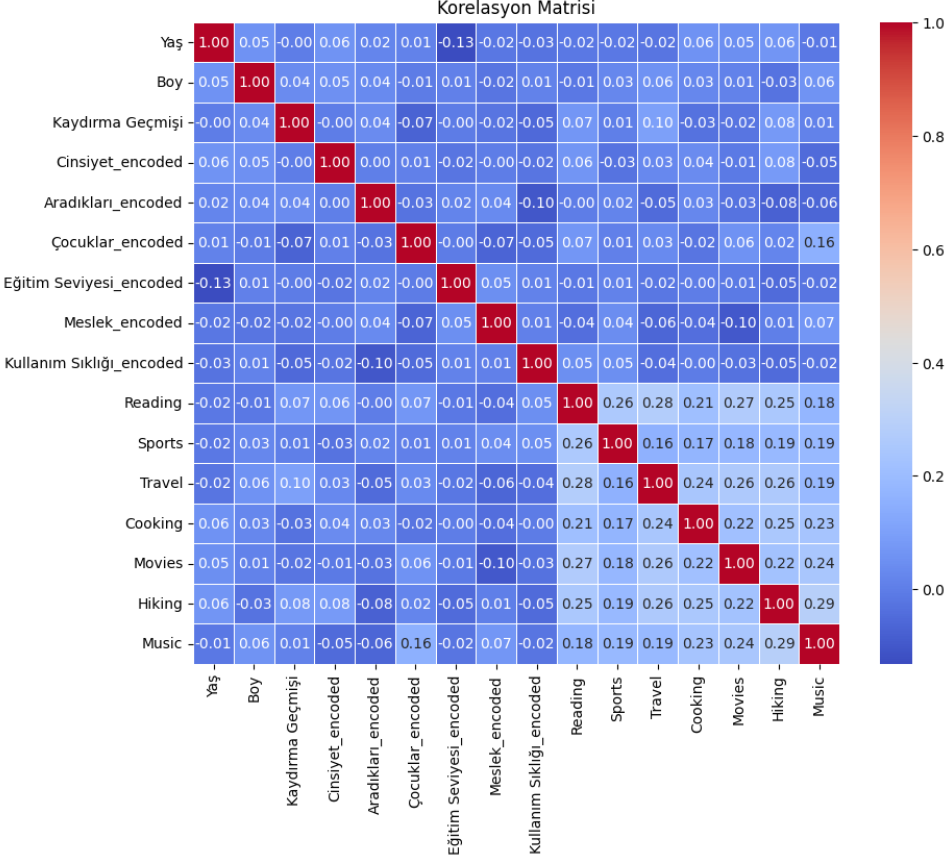 Korelasyon Matrisi
Yaş 1.00 0.05 -0.00 0.06 0.02 0.01 -0.13 -0.02 -0.03 -0.02 -0.02 -0.02 0.06 0.05 0.06 -0.01
Boy 0.05 1.00 0.04 0.05 0.04 -0.01 0.01 -0.02 0.01 -0.01 0.03 0.06 0.03 0.01 -0.03 0.06
Kaydırma Geçmişi -0.00 0.04 1.00 -0.00 0.04 -0.07 -0.00 -0.02 -0.05 0.07 0.01 0.10 -0.03 -0.02 0.08 0.01
Cinsiyet_encoded 0.06 0.05 -0.00 1.00 0.00 0.01 -0.02 -0.00 -0.02 0.06 -0.03 0.03 0.04 -0.01 0.08 -0.05
Aradıkları_encoded 0.02 0.04 0.04 0.00 1.00 -0.03 0.02 0.04 -0.10 -0.00 0.02 -0.05 0.03 -0.03 -0.08 -0.06
Çocuklar_encoded 0.01 -0.01 -0.07 0.01 -0.03 1.00 -0.00 -0.07 -0.05 0.07 0.01 0.03 -0.02 0.06 0.02 0.16
Eğitim Seviyesi_encoded -0.13 0.01 -0.00 -0.02 0.02 -0.00 1.00 0.05 0.01 -0.01 0.01 -0.02 -0.00 -0.01 -0.05 -0.02
Meslek_encoded -0.02 -0.02 -0.02 -0.00 0.04 -0.07 0.05 1.00 0.01 -0.04 0.04 -0.06 -0.04 -0.10 0.01 0.07
Kullanım Sıklığı_encoded -0.03 0.01 -0.05 -0.02 -0.10 -0.05 0.01 0.01 1.00 0.05 0.05 -0.04 -0.00 -0.03 -0.05 -0.02
Reading -0.02 -0.01 0.07 0.06 -0.00 0.07 -0.01 -0.04 0.05 1.00 0.26 0.28 0.21 0.27 0.25 0.18
Sports -0.02 0.03 0.01 -0.03 0.02 0.01 0.01 0.04 0.05 0.26 1.00 0.16 0.17 0.18 0.19 0.19
Travel -0.02 0.06 0.10 0.03 -0.05 0.03 -0.02 -0.06 -0.04 0.28 0.16 1.00 0.24 0.26 0.26 0.19
Cooking 0.06 0.03 -0.03 0.04 0.03 -0.02 -0.00 -0.04 -0.00 0.21 0.17 0.24 1.00 0.22 0.25 0.23
Movies 0.05 0.01 -0.02 -0.01 -0.03 0.06 -0.01 -0.10 -0.03 0.27 0.18 0.26 0.22 1.00 0.22 0.24
Hiking 0.06 -0.03 0.08 0.08 -0.08 0.02 -0.05 0.01 -0.05 0.25 0.19 0.26 0.25 0.22 1.00 0.29
Music -0.01 0.06 0.01 -0.05 -0.06 0.16 -0.02 0.07 -0.02 0.18 0.19 0.19 0.23 0.24 0.29 1.00
Yaş
Boy
Kaydırma Geçmişi
Cinsiyet_encoded
Aradıkları_encoded
Çocuklar_encoded
Eğitim Seviyesi_encoded
Meslek_encoded
Kullanım Sıklığı_encoded
Reading
Sports
Travel
Cooking
Movies
Hiking
Music
1.0
0.8
0.6
0.4
0.2
0.0